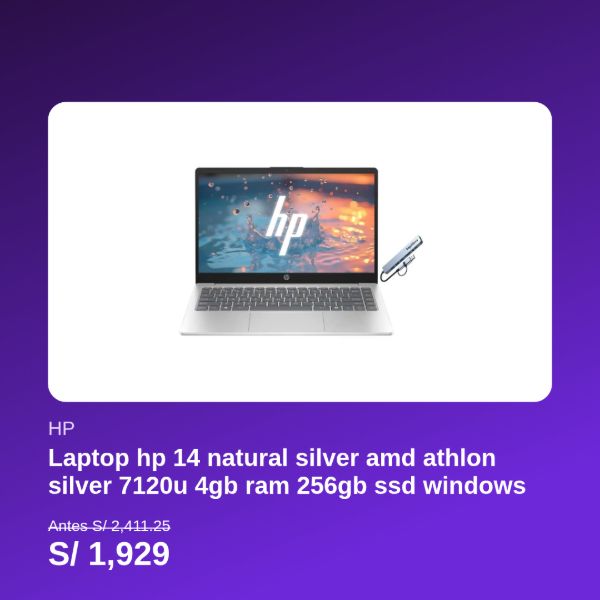 hp
HP
Laptop hp 14 natural silver amd athlon
silver 7120u 4gb ram 256gb ssd windows
Antes S/ 2,411.25
S/ 1,929